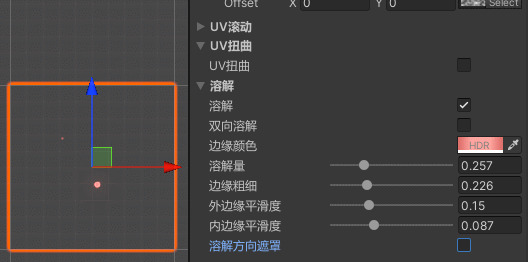 Offset X 0 Y 0 Select
UV滚动
UV扭曲
UV扭曲
溶解
溶解
双向溶解
边缘颜色 HDR
溶解量 0.257
边缘粗细 0.226
外边缘平滑度 0.15
内边缘平滑度 0.087
溶解方向遮罩